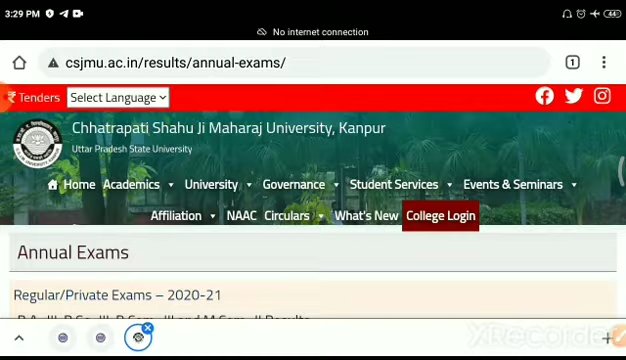 3:29 PM
44
No internet connection
csjmu.ac.in/results/annual-exams/
1
₹ Tenders
Select Language
Chhatrapati Shahu Ji Maharaj University, Kanpur
Uttar Pradesh State University
Home Academics University Governance Student Services Events & Seminars
Affiliation NAAC Circulars What's New College Login
Annual Exams
Regular/Private Exams – 2020-21
XRecorder